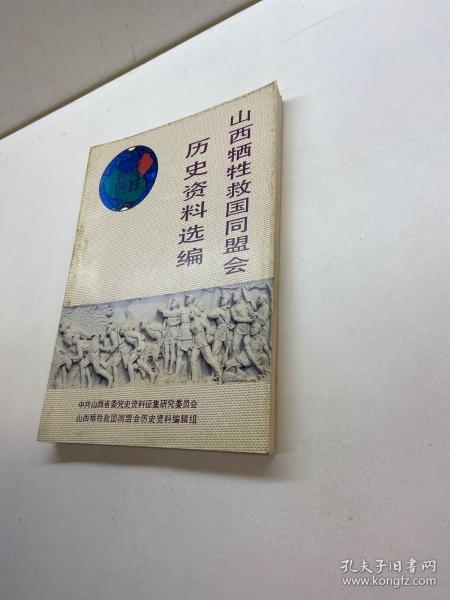 山西牺牲救国同盟会
历史资料选编
中共山西省委党史资料征集研究委员会
山西牺牲救国同盟会历史资料编辑组
孔夫子旧书网
www.kongfz.com